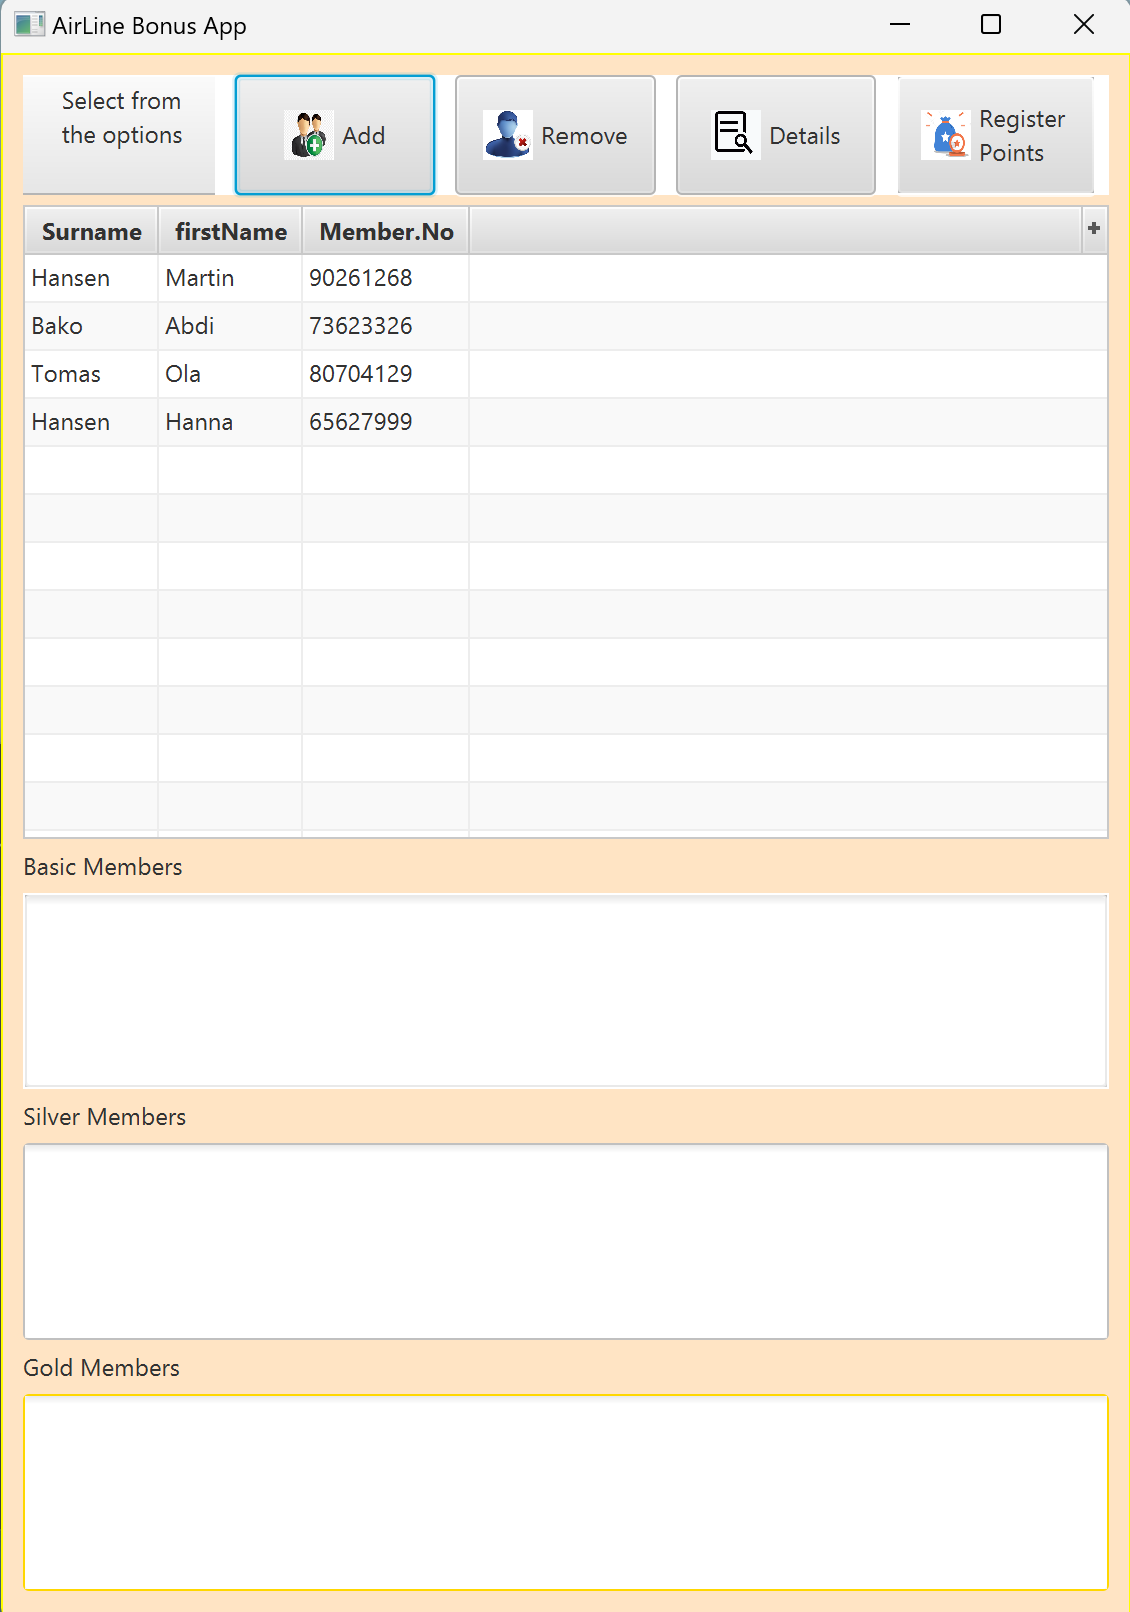 AirLine Bonus App
Select from
the options
Add
Remove
Details
Register
Points
Surname firstName Member.No +
Hansen Martin 90261268
Bako Abdi 73623326
Tomas Ola 80704129
Hansen Hanna 65627999
Basic Members
Silver Members
Gold Members